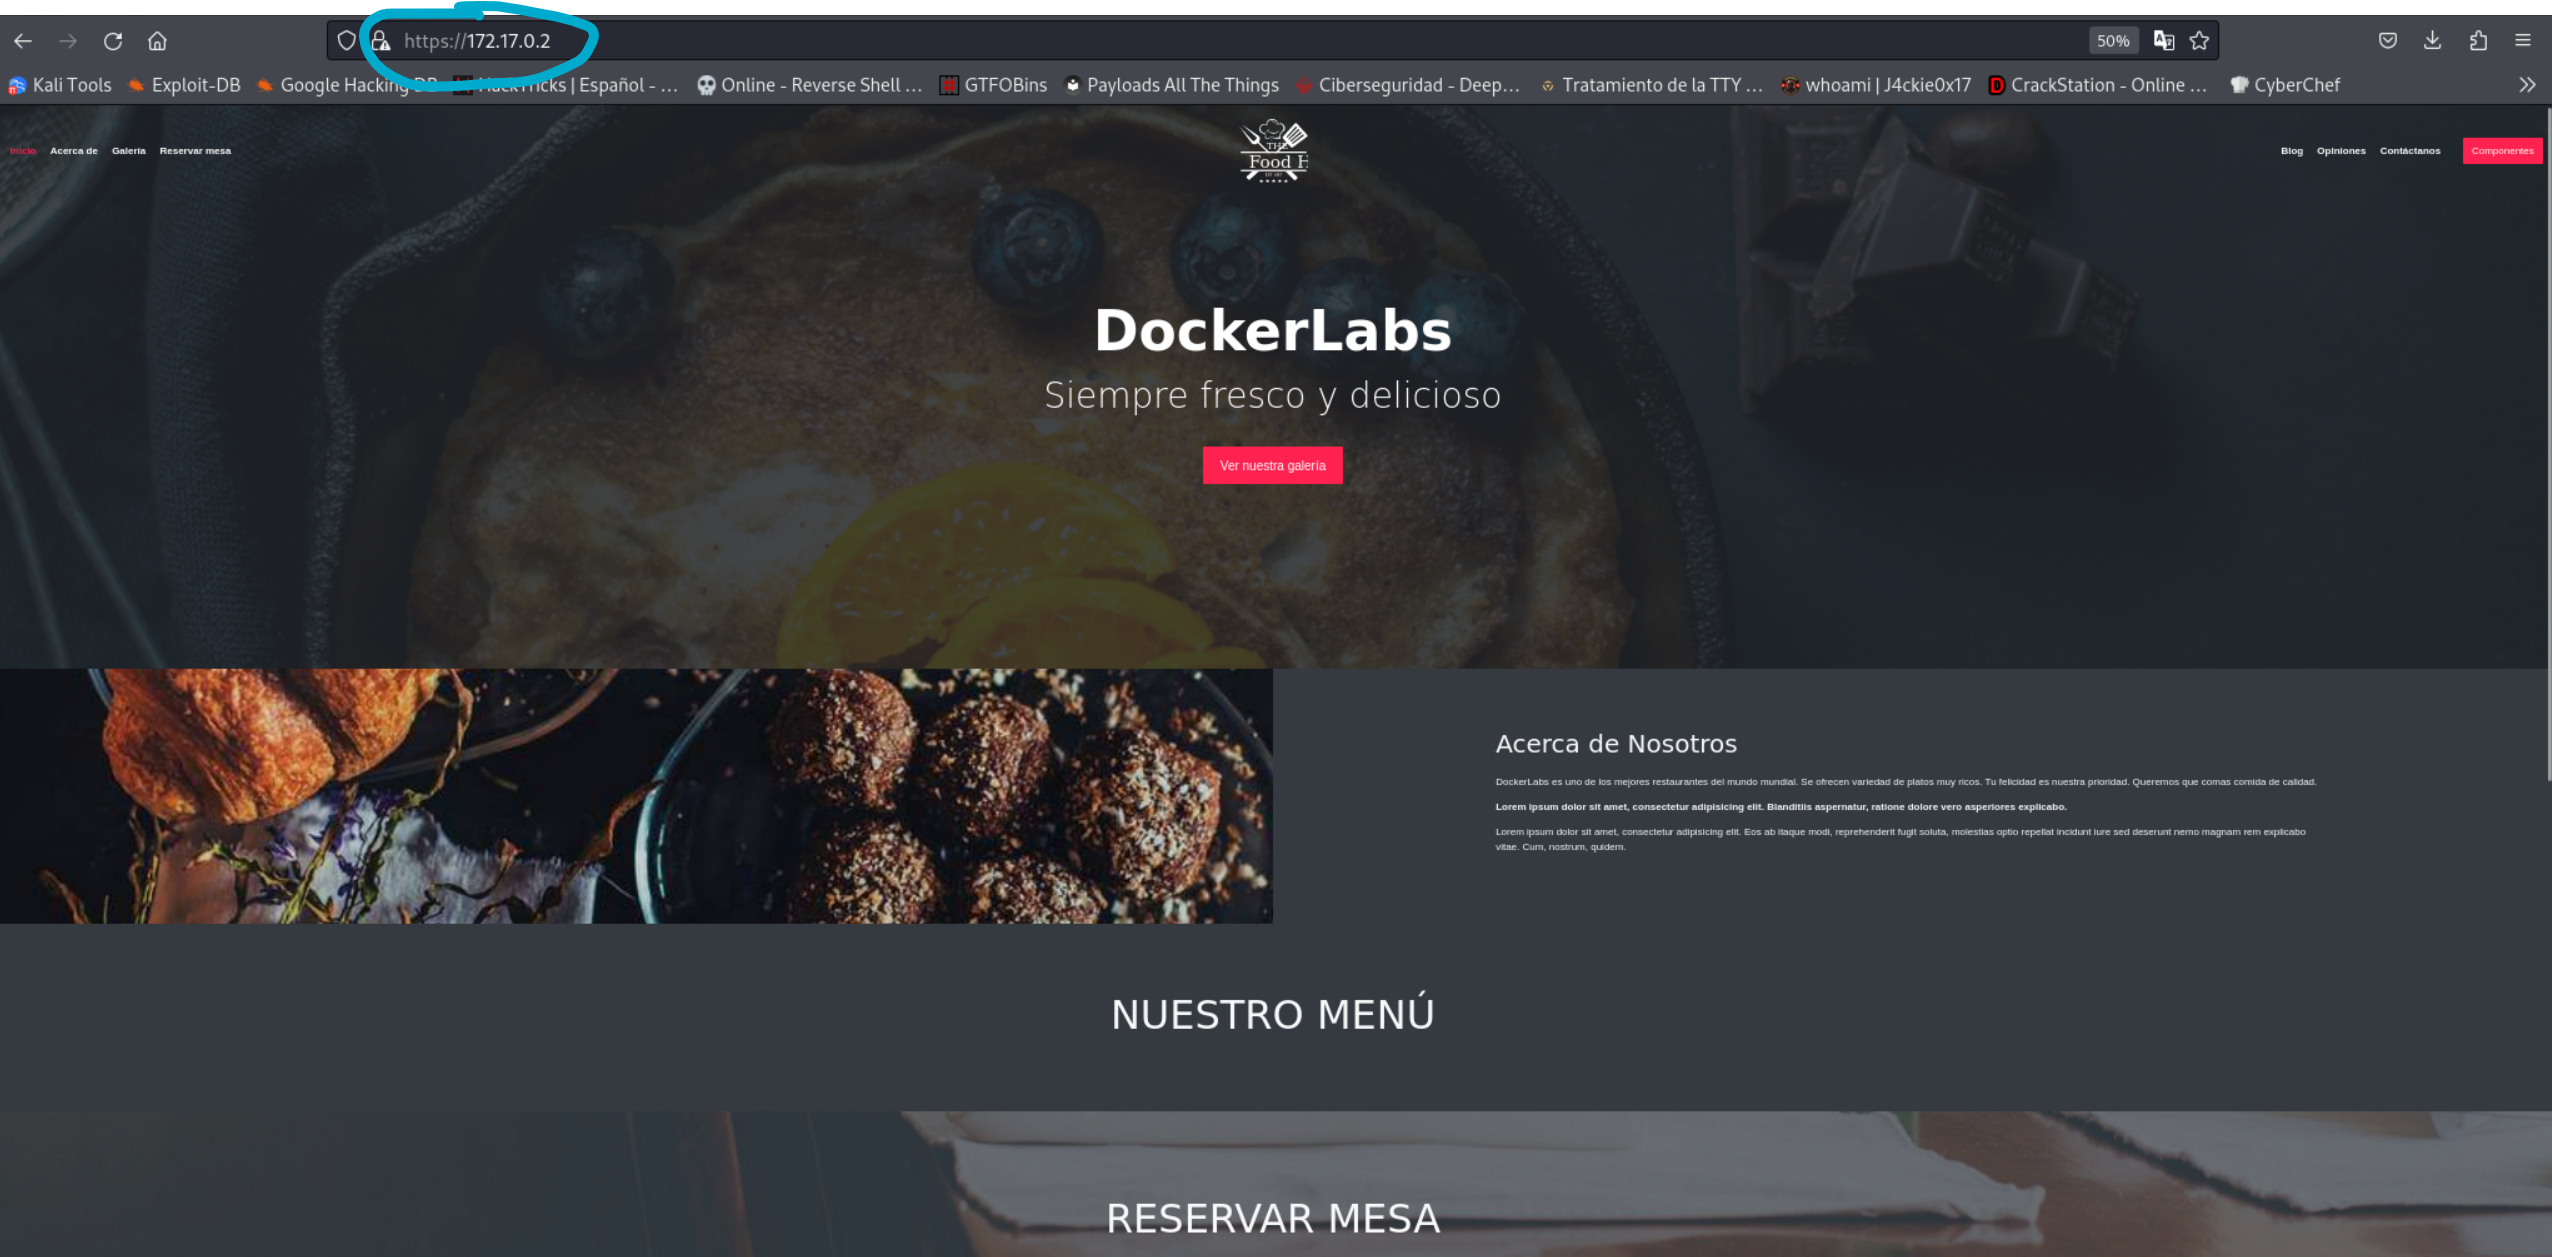 https://172.17.0.2
50%
Kali Tools Exploit-DB Google Hacking DB HackTricks | Español - ... Online - Reverse Shell ... GTFOBins Payloads All The Things Ciberseguridad - Deep... Tratamiento de la TTY ... whoami | J4ckie0x17 CrackStation - Online ... CyberChef
Inicio Acerca de Galería Reservar mesa
THE
Food H
Blog Opiniones Contáctanos Componentes
DockerLabs
Siempre fresco y delicioso
Ver nuestra galería
Acerca de Nosotros
DockerLabs es uno de los mejores restaurantes del mundo mundial. Se ofrecen variedad de platos muy ricos. Tu felicidad es nuestra prioridad. Queremos que comas comida de calidad.
Lorem ipsum dolor sit amet, consectetur adipisicing elit. Blanditiis aspernatur, ratione dolore vero asperiores explicabo.
Lorem ipsum dolor sit amet, consectetur adipisicing elit. Eos ab itaque modi, reprehenderit fugit soluta, molestias optio repellat incidunt iure sed deserunt nemo magnam rem explicabo
vitae. Cum, nostrum, quidem.
NUESTRO MENÚ
RESERVAR MESA